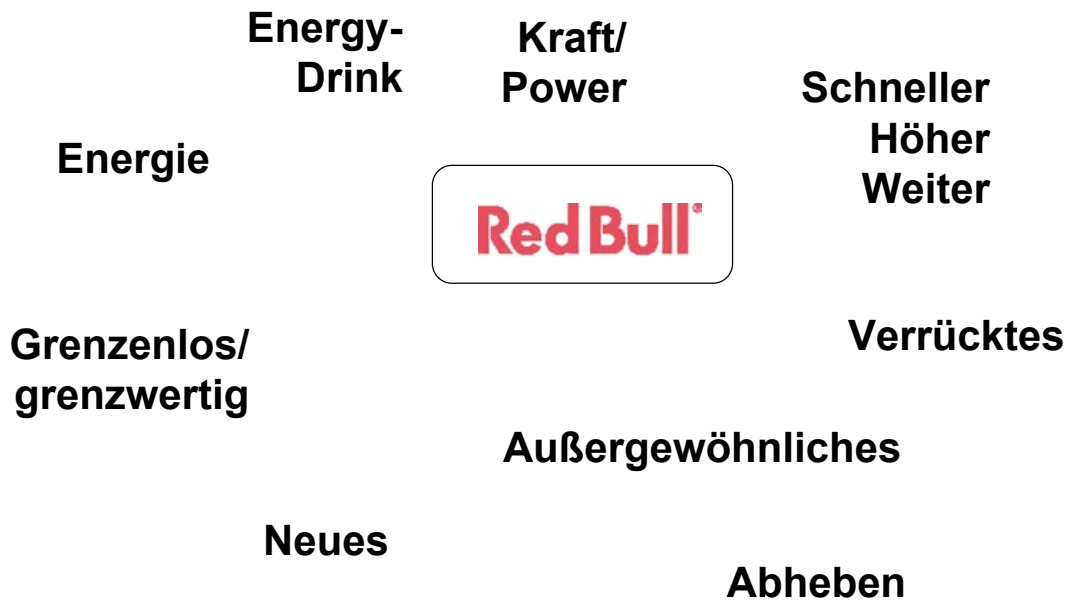 Energy-
Drink
Kraft/
Power
Schneller
Höher
Weiter
Energie
Red Bull®
Grenzenlos/
grenzwertig
Verrücktes
Außergewöhnliches
Neues
Abheben